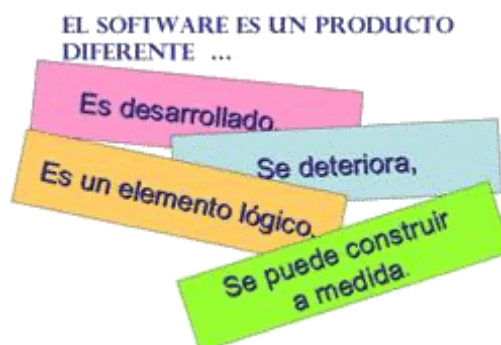 EL SOFTWARE ES UN PRODUCTO
DIFERENTE ...
Es desarrollado,
Se deteriora,
Es un elemento lógico,
Se puede construir
a medida.